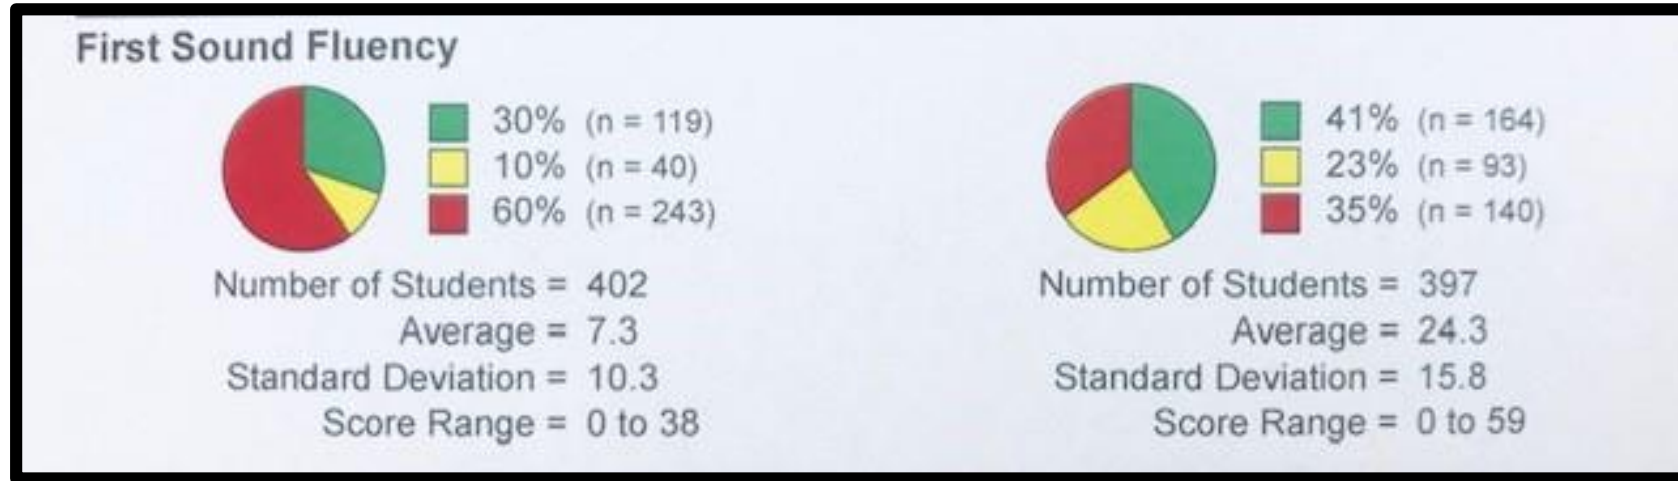 First Sound Fluency
30% (n = 119)
10% (n = 40)
60% (n = 243)
Number of Students = 402
Average = 7.3
Standard Deviation = 10.3
Score Range = 0 to 38
41% (n = 164)
23% (n = 93)
35% (n = 140)
Number of Students = 397
Average = 24.3
Standard Deviation = 15.8
Score Range = 0 to 59